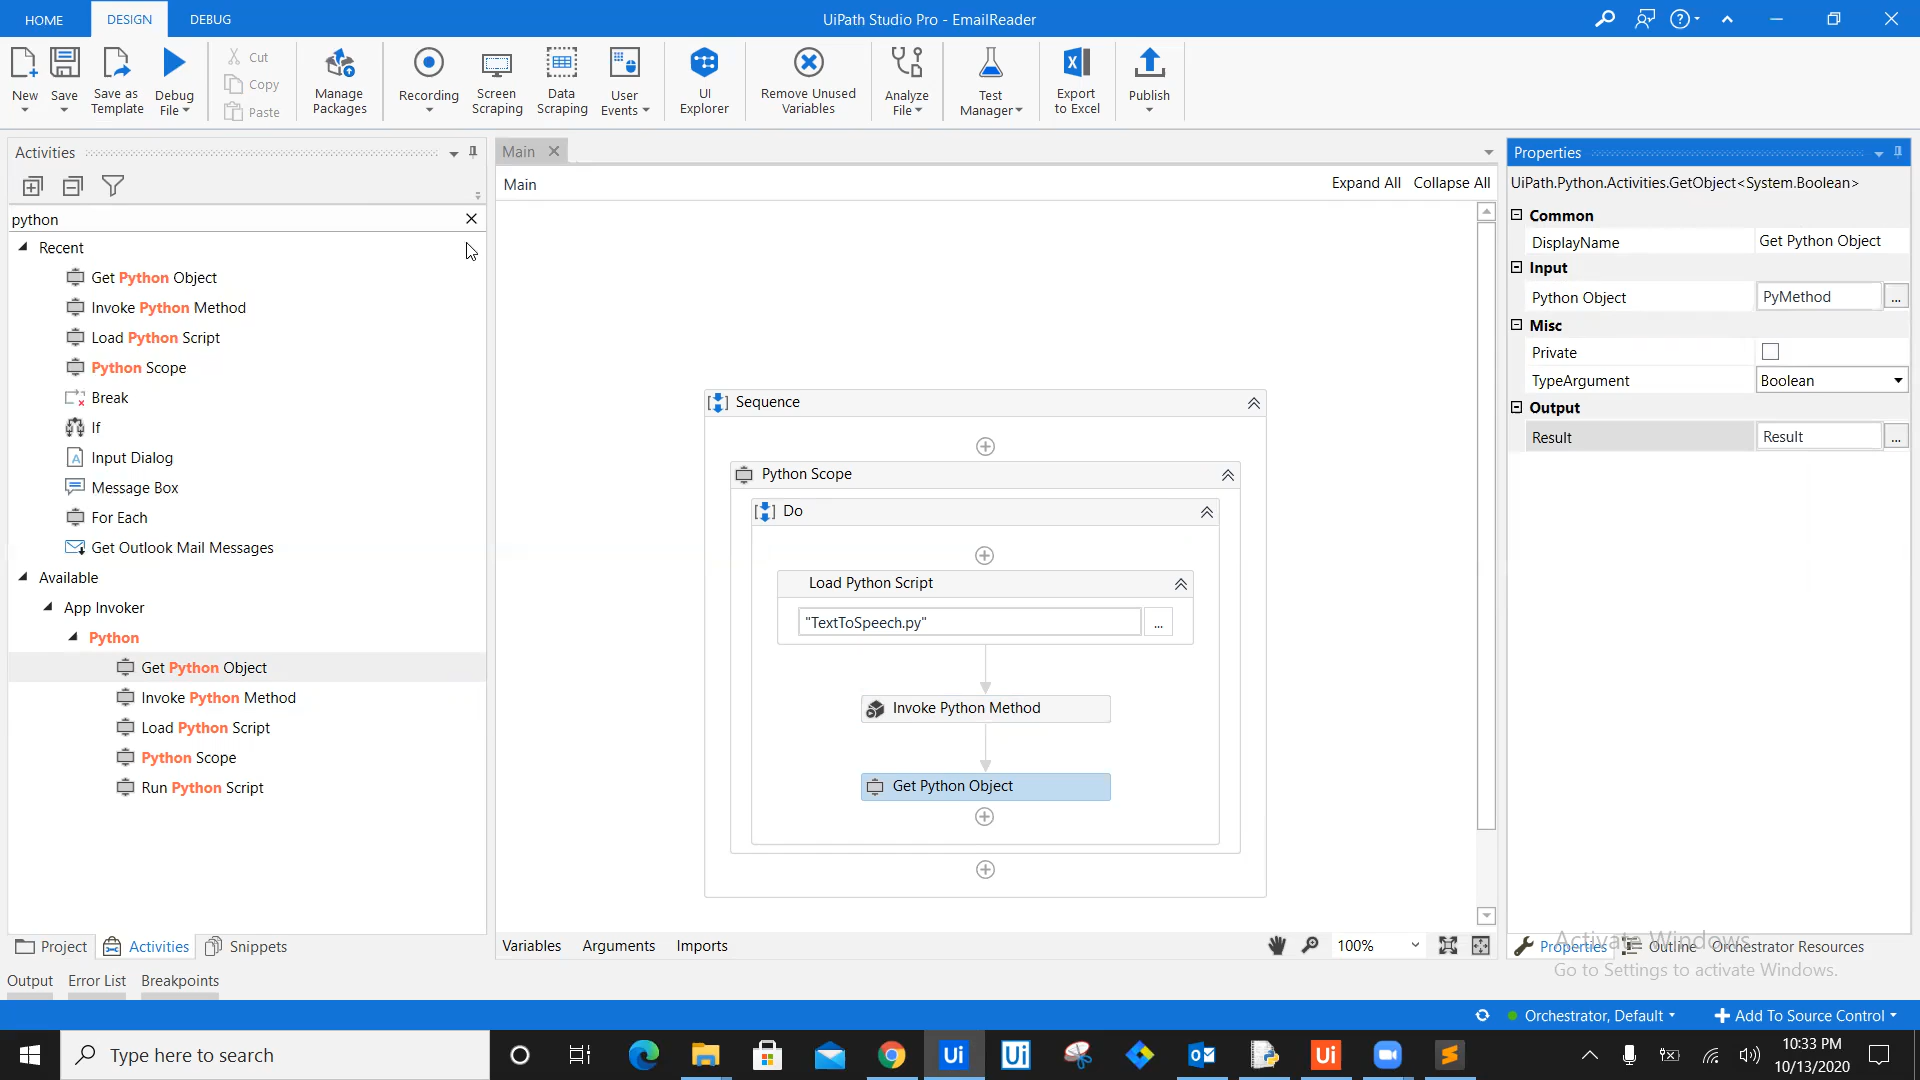 HOME DESIGN DEBUG UiPath Studio Pro - EmailReader
New Save Save as Template Debug File Cut Copy Paste Manage Packages Recording Screen Scraping Data Scraping User Events UI Explorer Remove Unused Variables Analyze File Test Manager Export to Excel Publish
Activities
python
Recent
Get Python Object
Invoke Python Method
Load Python Script
Python Scope
Break
If
Input Dialog
Message Box
For Each
Get Outlook Mail Messages
Available
App Invoker
Python
Get Python Object
Invoke Python Method
Load Python Script
Python Scope
Run Python Script
Project Activities Snippets
Output Error List Breakpoints
Main
Main Expand All Collapse All
Sequence
Python Scope
Do
Load Python Script
"TextToSpeech.py" ...
Invoke Python Method
Get Python Object
Variables Arguments Imports 100%
Properties
UiPath.Python.Activities.GetObject<System.Boolean>
Common
DisplayName Get Python Object
Input
Python Object PyMethod ...
Misc
Private
TypeArgument Boolean
Output
Result Result ...
Properties Outline Orchestrator Resources
Activate Windows
Go to Settings to activate Windows.
Orchestrator, Default Add To Source Control
Type here to search
10:33 PM
10/13/2020